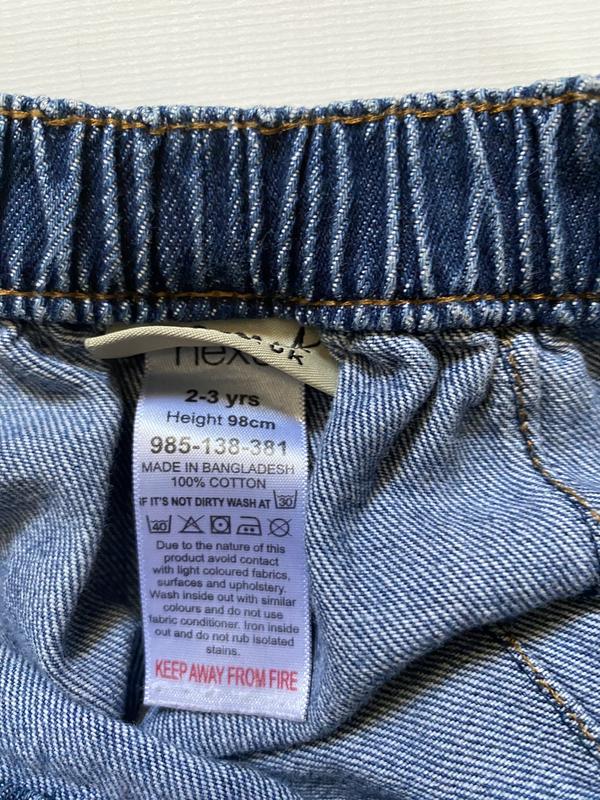 next
2-3 yrs
Height 98cm
985-138-381
MADE IN BANGLADESH
100% COTTON
IF IT'S NOT DIRTY WASH AT 30
40
Due to the nature of this
product avoid contact
with light coloured fabrics,
surfaces and upholstery.
Wash inside out with similar
colours and do not use
fabric conditioner. Iron inside
out and do not rub isolated
stains.
KEEP AWAY FROM FIRE